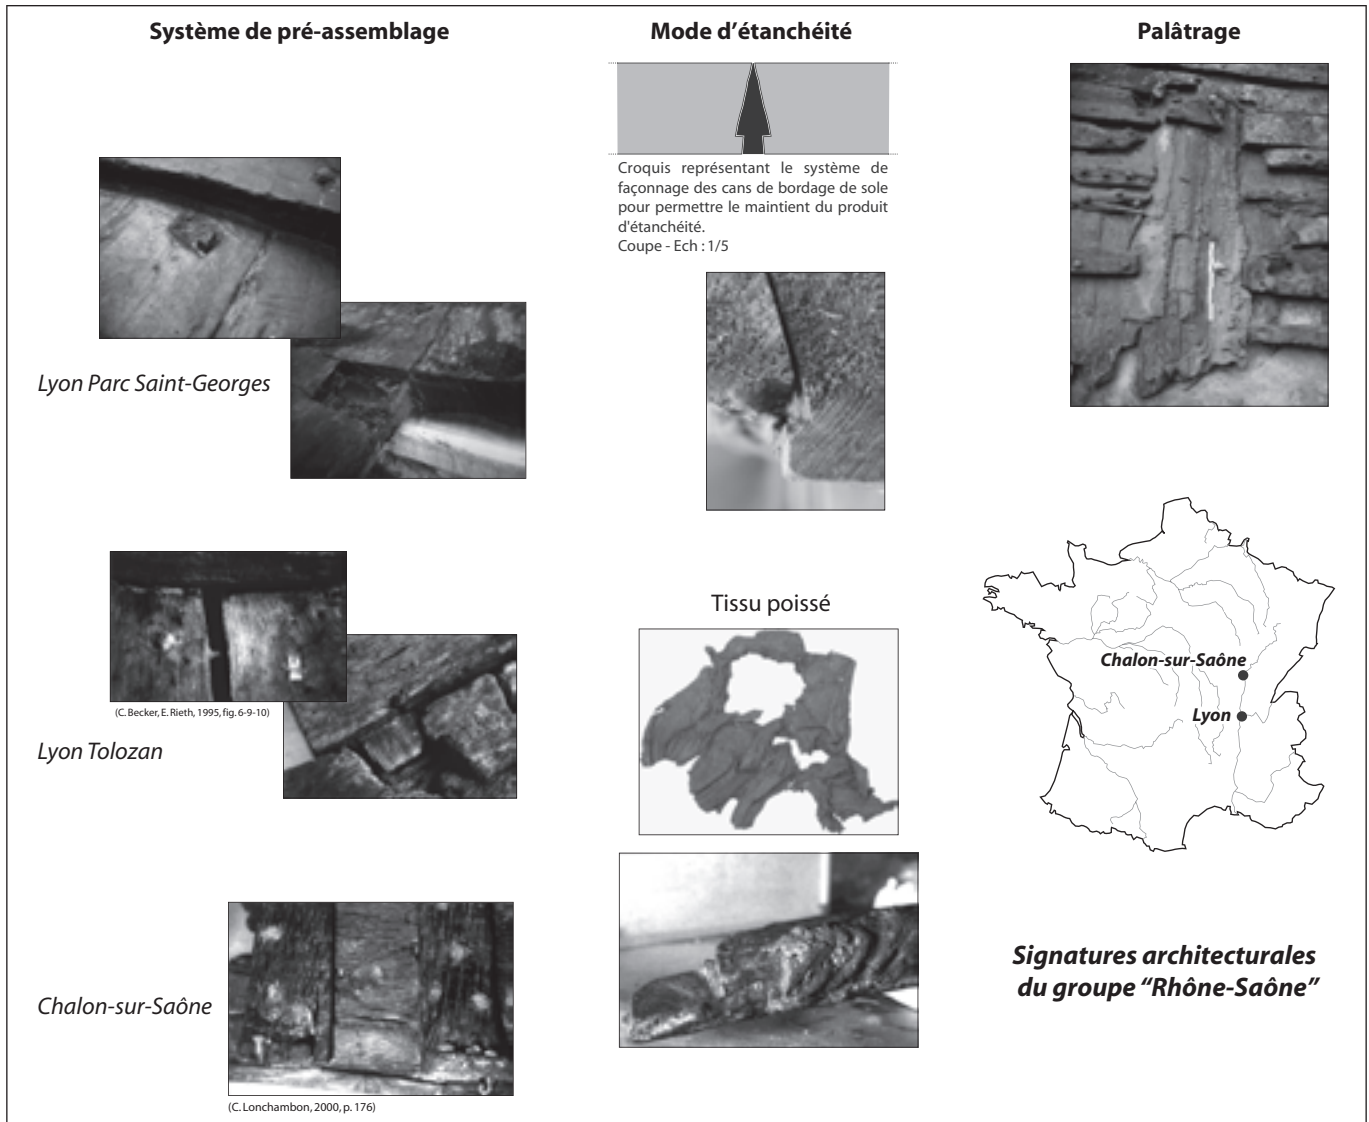 Système de pré-assemblage
Mode d'étanchéité
Palâtrage
Croquis représentant le système de
façonnage des cans de bordage de sole
pour permettre le maintient du produit
d'étanchéité.
Coupe - Ech : 1/5
Lyon Parc Saint-Georges
Tissu poissé
(C. Becker, E. Rieth, 1995, fig. 6-9-10)
Lyon Tolozan
Chalon-sur-Saône
Lyon
Chalon-sur-Saône
(C. Lonchambon, 2000, p. 176)
Signatures architecturales
du groupe "Rhône-Saône"